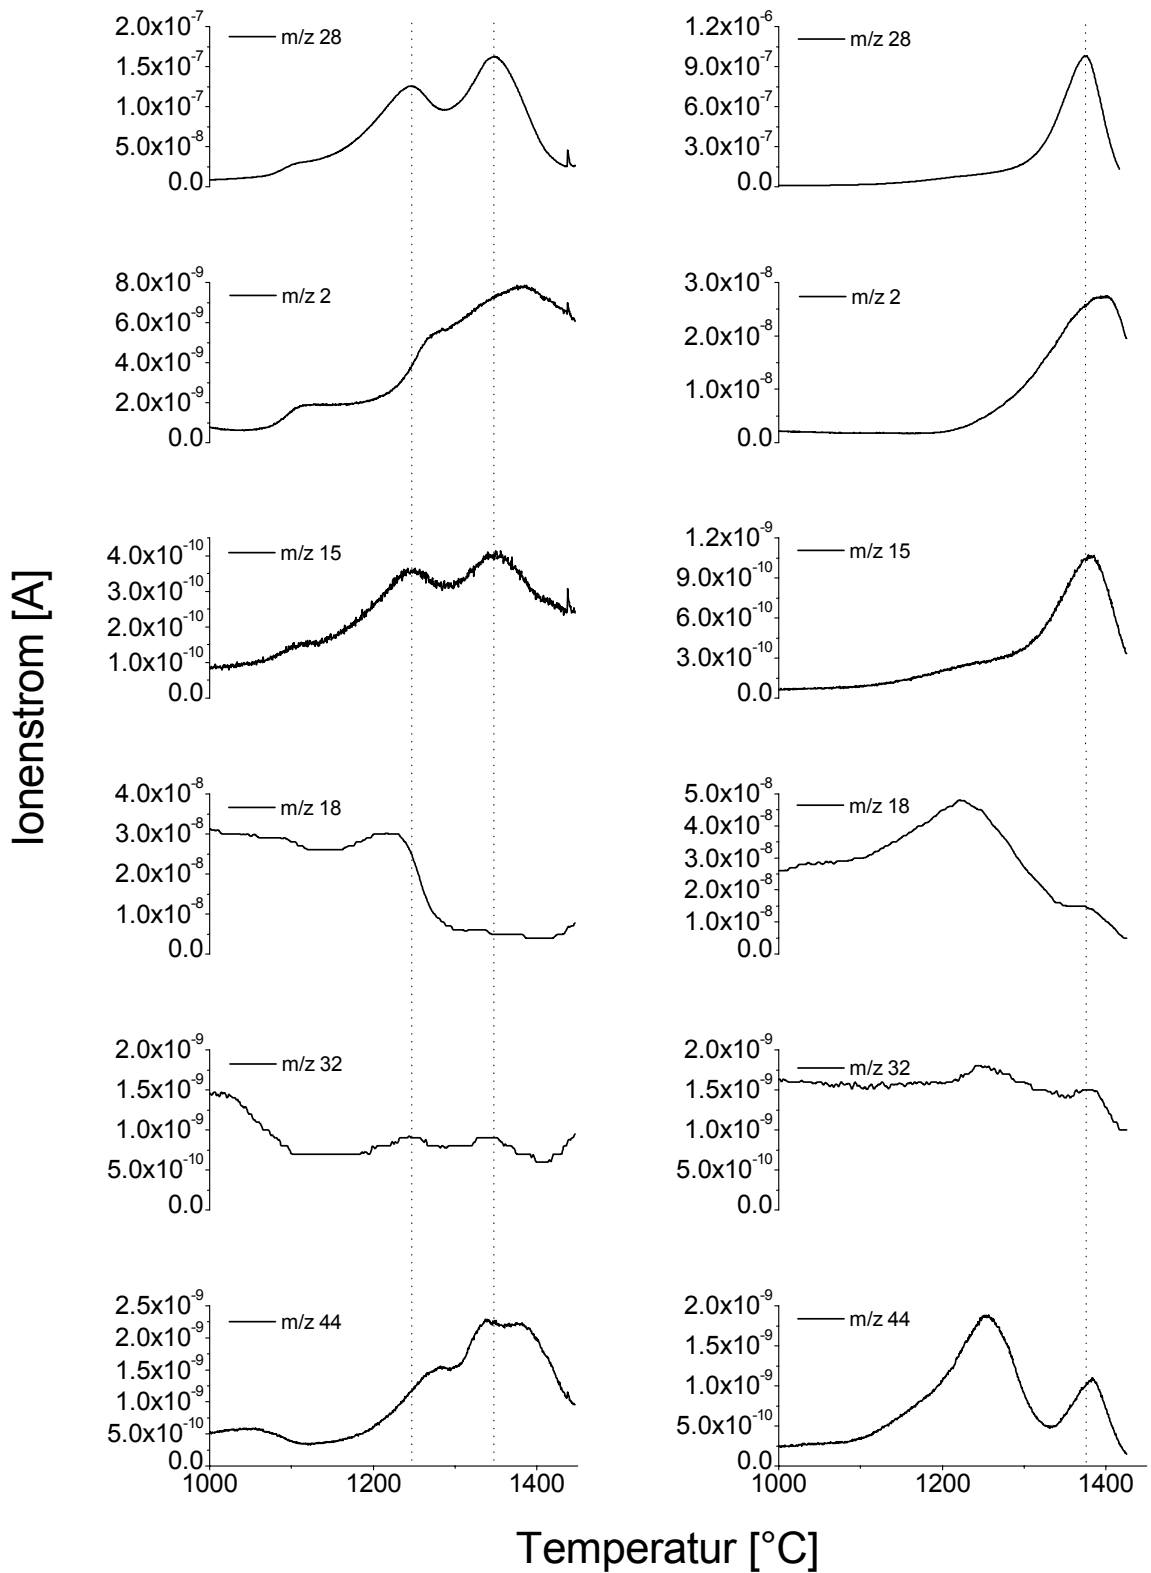 Ionenstrom [A]
2.0x10⁻⁷
1.5x10⁻⁷
1.0x10⁻⁷
5.0x10⁻⁸
0.0
m/z 28
1.2x10⁻⁶
9.0x10⁻⁷
6.0x10⁻⁷
3.0x10⁻⁷
0.0
m/z 28
8.0x10⁻⁹
6.0x10⁻⁹
4.0x10⁻⁹
2.0x10⁻⁹
0.0
m/z 2
3.0x10⁻⁸
2.0x10⁻⁸
1.0x10⁻⁸
0.0
m/z 2
4.0x10⁻¹⁰
3.0x10⁻¹⁰
2.0x10⁻¹⁰
1.0x10⁻¹⁰
0.0
m/z 15
1.2x10⁻⁹
9.0x10⁻¹⁰
6.0x10⁻¹⁰
3.0x10⁻¹⁰
0.0
m/z 15
4.0x10⁻⁸
3.0x10⁻⁸
2.0x10⁻⁸
1.0x10⁻⁸
0.0
m/z 18
5.0x10⁻⁸
4.0x10⁻⁸
3.0x10⁻⁸
2.0x10⁻⁸
1.0x10⁻⁸
0.0
m/z 18
2.0x10⁻⁹
1.5x10⁻⁹
1.0x10⁻⁹
5.0x10⁻¹⁰
0.0
m/z 32
2.0x10⁻⁹
1.5x10⁻⁹
1.0x10⁻⁹
5.0x10⁻¹⁰
0.0
m/z 32
2.5x10⁻⁹
2.0x10⁻⁹
1.5x10⁻⁹
1.0x10⁻⁹
5.0x10⁻¹⁰
0.0
m/z 44
1000 1200 1400
2.0x10⁻⁹
1.5x10⁻⁹
1.0x10⁻⁹
5.0x10⁻¹⁰
0.0
m/z 44
1000 1200 1400
Temperatur [°C]